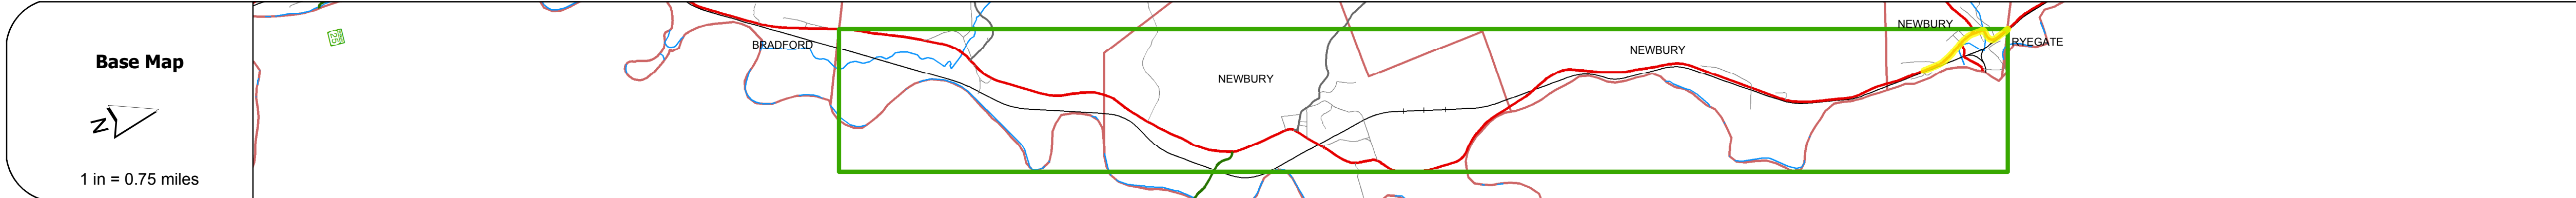 Base Map
N
1 in = 0.75 miles
BRADFORD
NEWBURY
NEWBURY
NEWBURY
RYEGATE